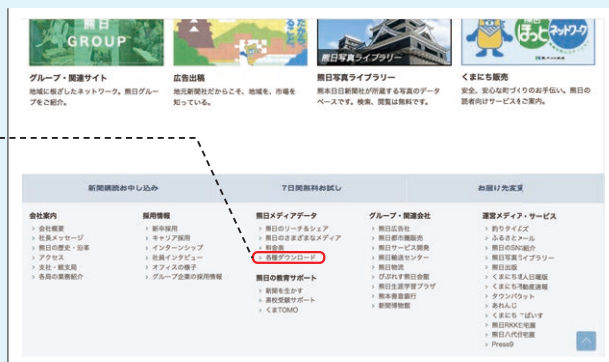 熊日
GROUP
熊日写真ライブラリー
ほっとネットワーク
グループ・関連サイト
地域に根ざしたネットワーク。熊日グループをご紹介。
広告出稿
地元新聞社だからこそ、地域を、市場を知っている。
熊日写真ライブラリー
熊本日日新聞社が所蔵する写真のデータベースです。検索、閲覧は無料です。
くまにち販売
安全、安心な町づくりのお手伝い。熊日の読者向けサービスをご案内。
新聞購読お申し込み
7日間無料お試し
お届け先変更
会社案内
› 会社概要
› 社長メッセージ
› 熊日の歴史・沿革
› アクセス
› 支社・総支局
› 各局の業務紹介
採用情報
› 新卒採用
› キャリア採用
› インターンシップ
› 社員インタビュー
› オフィスの様子
› グループ企業の採用情報
熊日メディアデータ
› 熊日のリーチ&シェア
› 熊日のさまざまなメディア
› 料金表
› 各種ダウンロード
熊日の教育サポート
› 新聞を生かす
› 高校受験サポート
› くまTOMO
グループ・関連会社
› 熊日広告社
› 熊日都市圏販売
› 熊日サービス開発
› 熊日輸送センター
› 熊日物流
› びぷれす熊日会館
› 熊日生涯学習プラザ
› 熊本善意銀行
› 新聞博物館
運営メディア・サービス
› 釣りタイムズ
› ふるさとメール
› 熊日のSNS紹介
› 熊日写真ライブラリー
› 熊日出版
› くまにち求人日曜版
› くまにち不動産速報
› タウンパケット
› あれんじ
› くまにち すぱいす
› 熊日RKK住宅展
› 熊日八代住宅展
› Press9